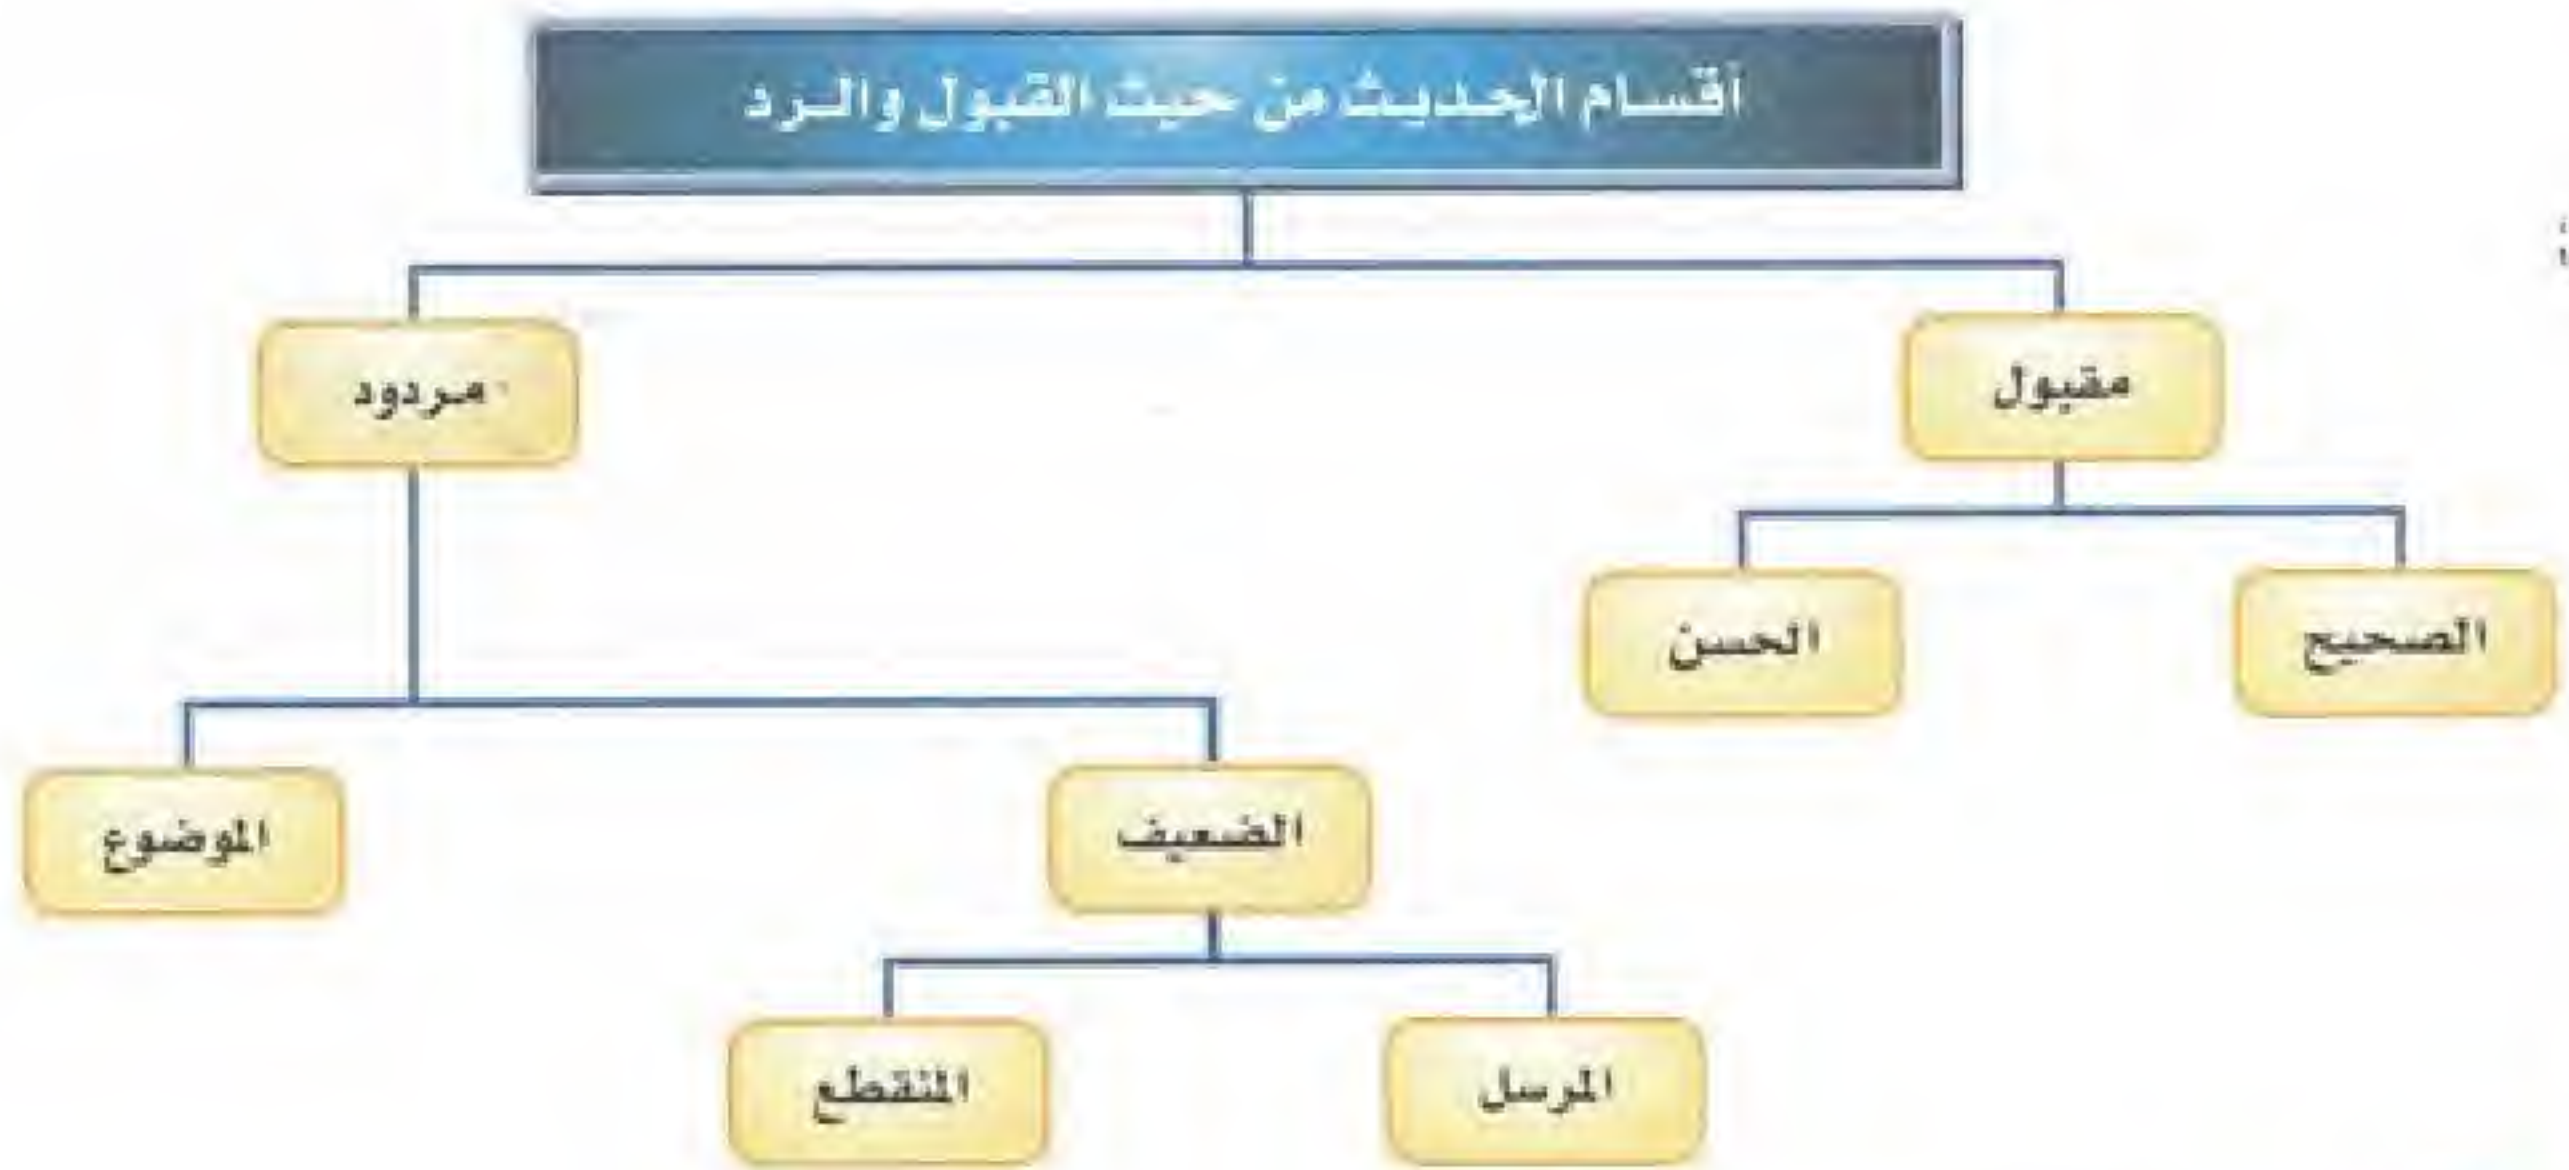 أقسام الحديث من حيث القبول والرد
مقبول
مردود
الصحيح
الحسن
الضعيف
الموضوع
المرسل
المنقطع